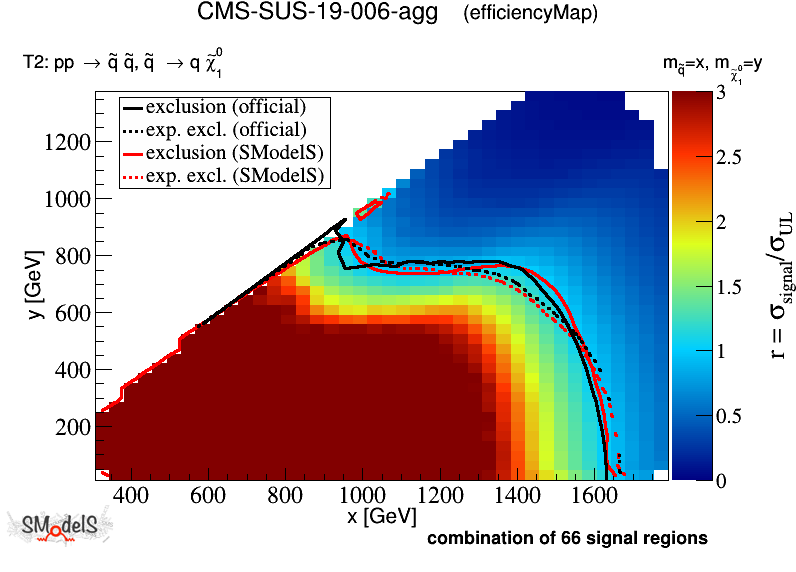 CMS-SUS-19-006-agg (efficiencyMap)
T2: pp → q̃ q̃, q̃ → q χ̃⁰₁
m_q̃=x, m_χ̃⁰₁=y
exclusion (official)
exp. excl. (official)
exclusion (SModelS)
exp. excl. (SModelS)
1200
1000
800
600
400
200
y [GeV]
400 600 800 1000 1200 1400 1600
x [GeV]
3
2.5
2
1.5
1
0.5
0
r = σ_signal/σ_UL
SModelS
combination of 66 signal regions